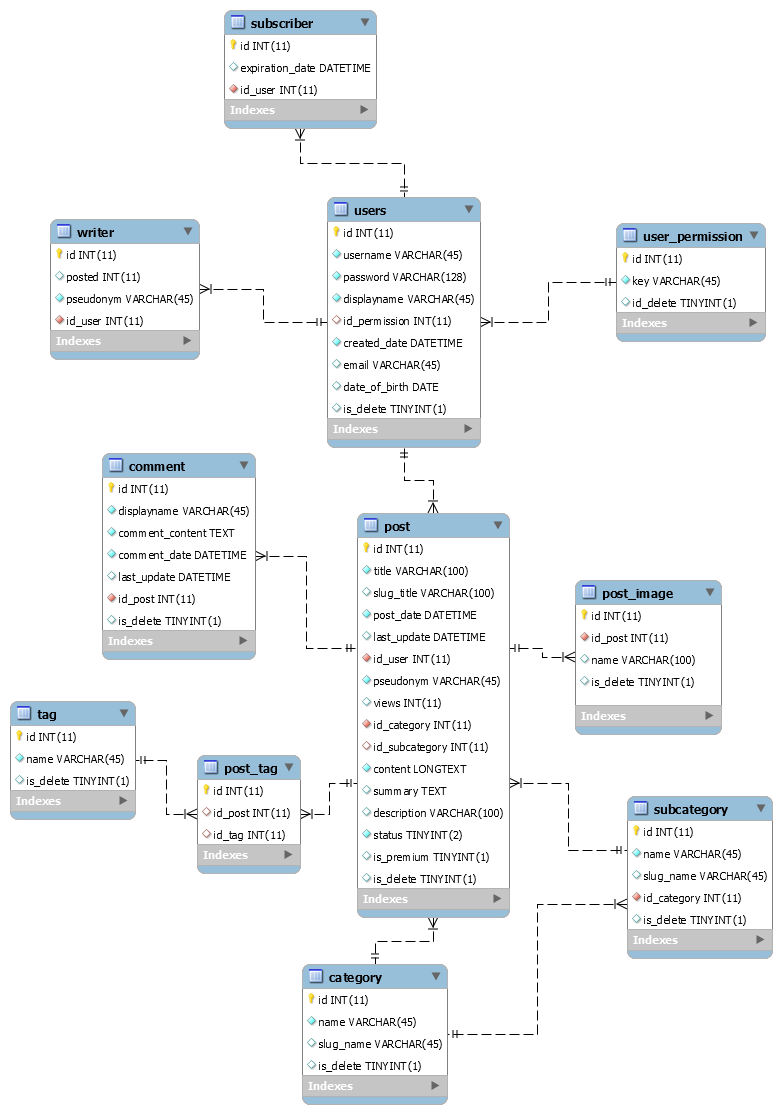 subscriber
id INT(11)
expiration_date DATETIME
id_user INT(11)
Indexes
users
id INT(11)
username VARCHAR(45)
password VARCHAR(128)
displayname VARCHAR(45)
id_permission INT(11)
created_date DATETIME
email VARCHAR(45)
date_of_birth DATE
is_delete TINYINT(1)
Indexes
writer
id INT(11)
posted INT(11)
pseudonym VARCHAR(45)
id_user INT(11)
Indexes
user_permission
id INT(11)
key VARCHAR(45)
id_delete TINYINT(1)
Indexes
comment
id INT(11)
displayname VARCHAR(45)
comment_content TEXT
comment_date DATETIME
last_update DATETIME
id_post INT(11)
is_delete TINYINT(1)
Indexes
post
id INT(11)
title VARCHAR(100)
slug_title VARCHAR(100)
post_date DATETIME
last_update DATETIME
id_user INT(11)
pseudonym VARCHAR(45)
views INT(11)
id_category INT(11)
id_subcategory INT(11)
content LONGTEXT
summary TEXT
description VARCHAR(100)
status TINYINT(2)
is_premium TINYINT(1)
is_delete TINYINT(1)
Indexes
post_image
id INT(11)
id_post INT(11)
name VARCHAR(100)
is_delete TINYINT(1)
Indexes
tag
id INT(11)
name VARCHAR(45)
is_delete TINYINT(1)
Indexes
post_tag
id INT(11)
id_post INT(11)
id_tag INT(11)
Indexes
subcategory
id INT(11)
name VARCHAR(45)
slug_name VARCHAR(45)
id_category INT(11)
is_delete TINYINT(1)
Indexes
category
id INT(11)
name VARCHAR(45)
slug_name VARCHAR(45)
is_delete TINYINT(1)
Indexes